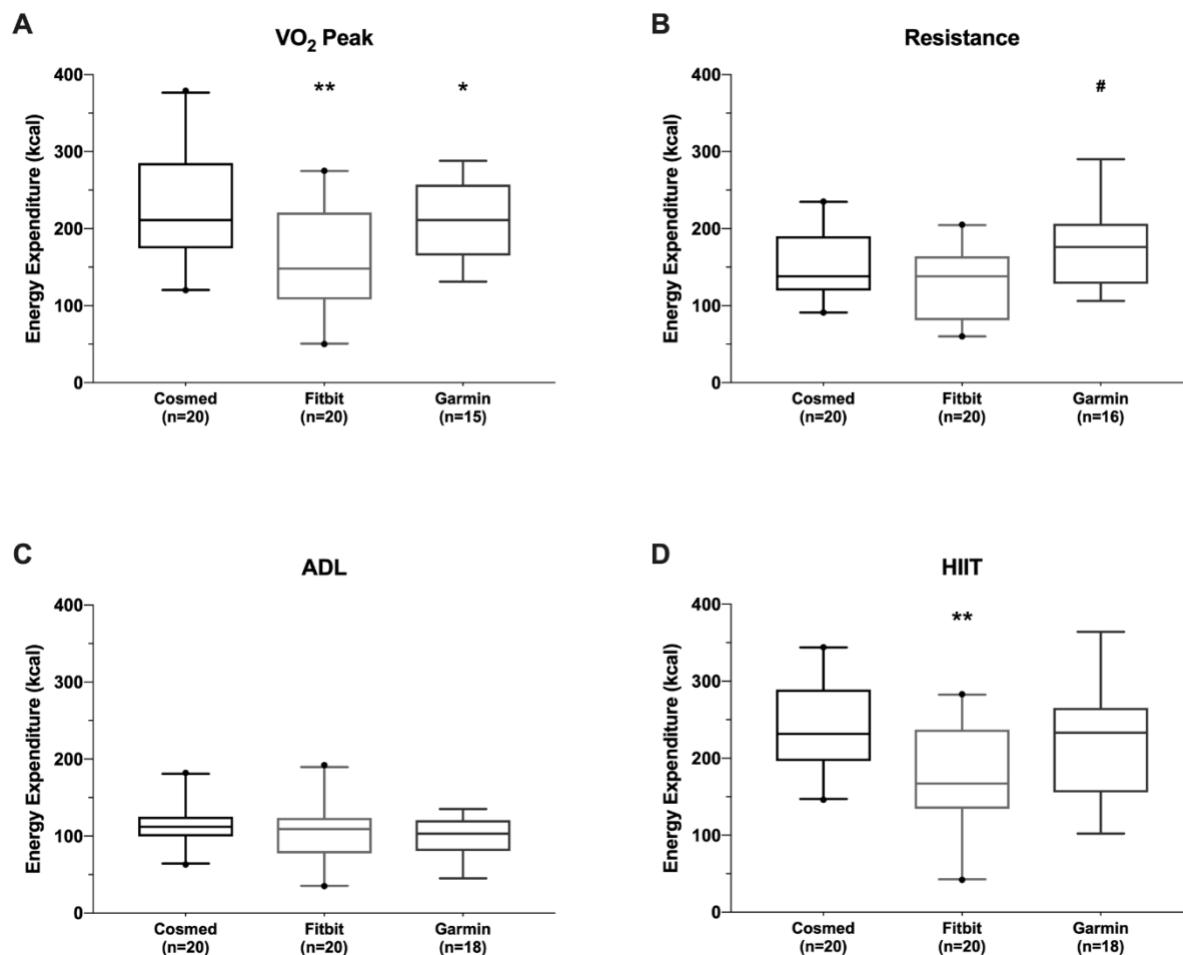 A
VO₂ Peak
Energy Expenditure (kcal)
400
300
200
100
0
**
*
Cosmed
(n=20)
Fitbit
(n=20)
Garmin
(n=15)
B
Resistance
Energy Expenditure (kcal)
400
300
200
100
0
#
Cosmed
(n=20)
Fitbit
(n=20)
Garmin
(n=16)
C
ADL
Energy Expenditure (kcal)
400
300
200
100
0
Cosmed
(n=20)
Fitbit
(n=20)
Garmin
(n=18)
D
HIIT
Energy Expenditure (kcal)
400
300
200
100
0
**
Cosmed
(n=20)
Fitbit
(n=20)
Garmin
(n=18)